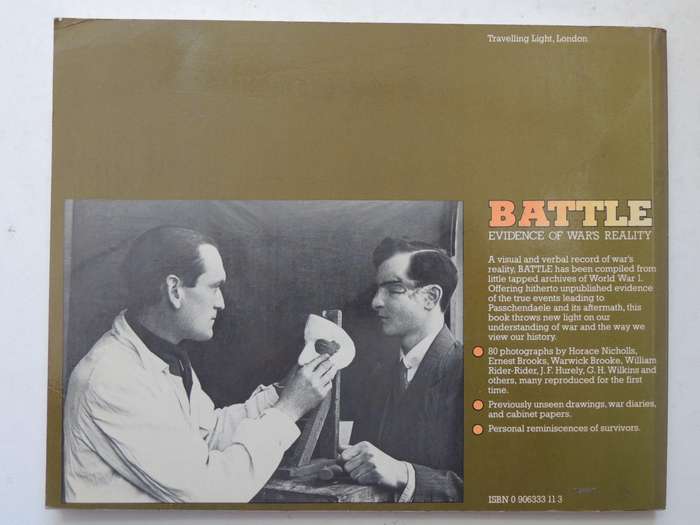 Travelling Light, London
BATTLE
EVIDENCE OF WAR'S REALITY
A visual and verbal record of war's
reality, BATTLE has been compiled from
little tapped archives of World War 1.
Offering hitherto unpublished evidence
of the true events leading to
Passchendaele and its aftermath, this
book throws new light on our
understanding of war and the way we
view our history.
80 photographs by Horace Nicholls,
Ernest Brooks, Warwick Brooke, William
Rider-Rider, J.F. Hurely, G.H. Wilkins and
others, many reproduced for the first
time.
Previously unseen drawings, war diaries,
and cabinet papers.
Personal reminiscences of survivors.
ISBN 0 906333 11 3